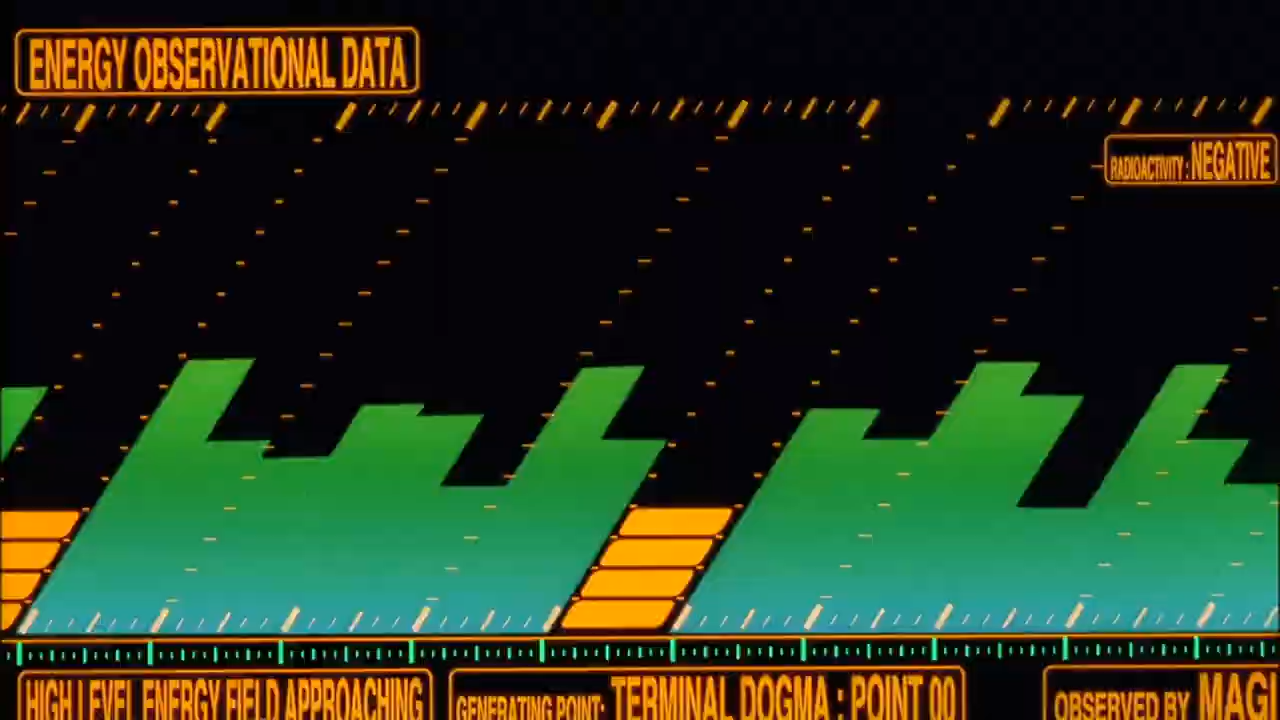 ENERGY OBSERVATIONAL DATA
RADIOACTIVITY : NEGATIVE
HIGH LEVEL ENERGY FIELD APPROACHING
GENERATING POINT: TERMINAL DOGMA : POINT 00
OBSERVED BY MAGI